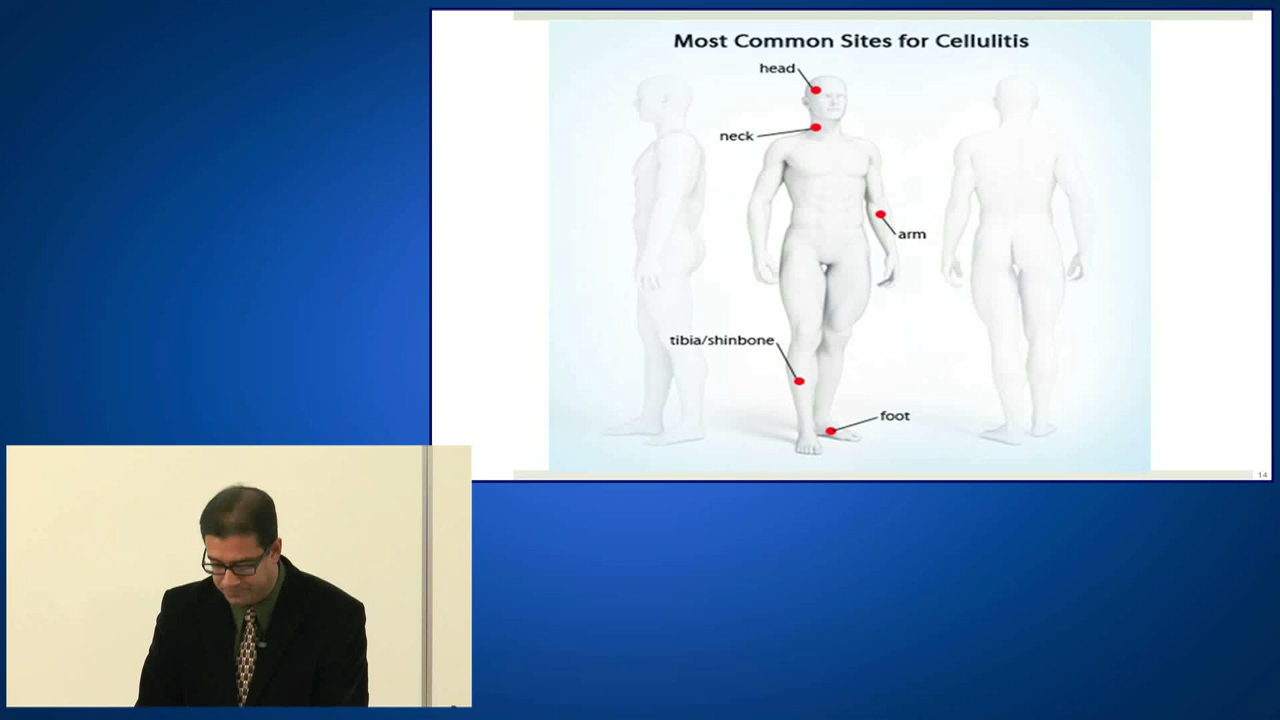 Most Common Sites for Cellulitis
head
neck
arm
tibia/shinbone
foot
14